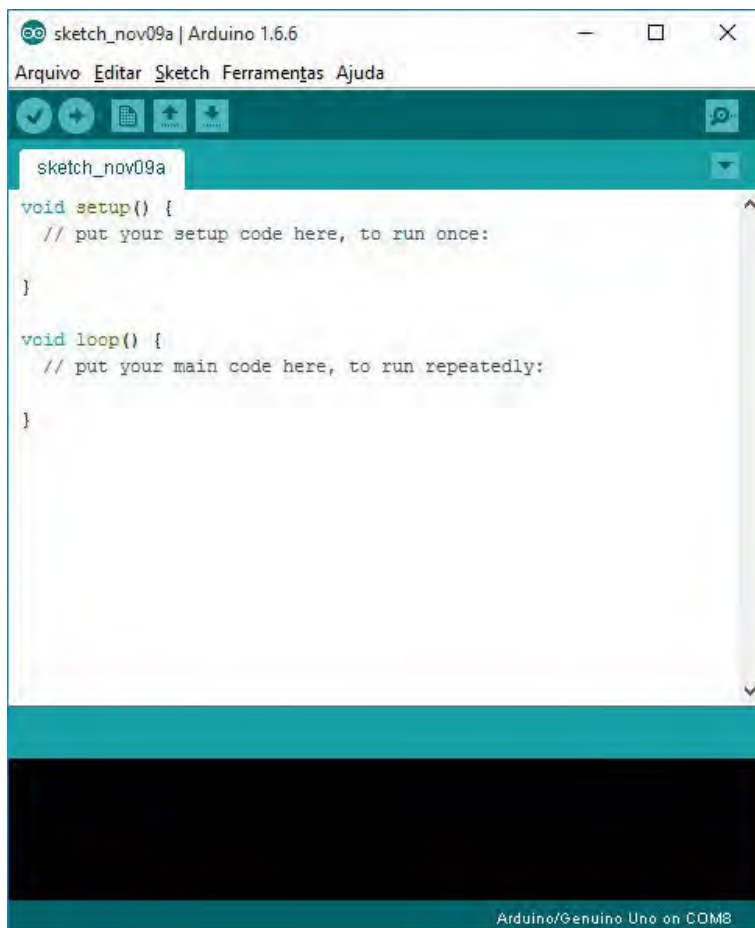 sketch_nov09a | Arduino 1.6.6
Arquivo Editar Sketch Ferramentas Ajuda
sketch_nov09a
void setup() {
  // put your setup code here, to run once:
}
void loop() {
  // put your main code here, to run repeatedly:
}
Arduino/Genuino Uno on COM8